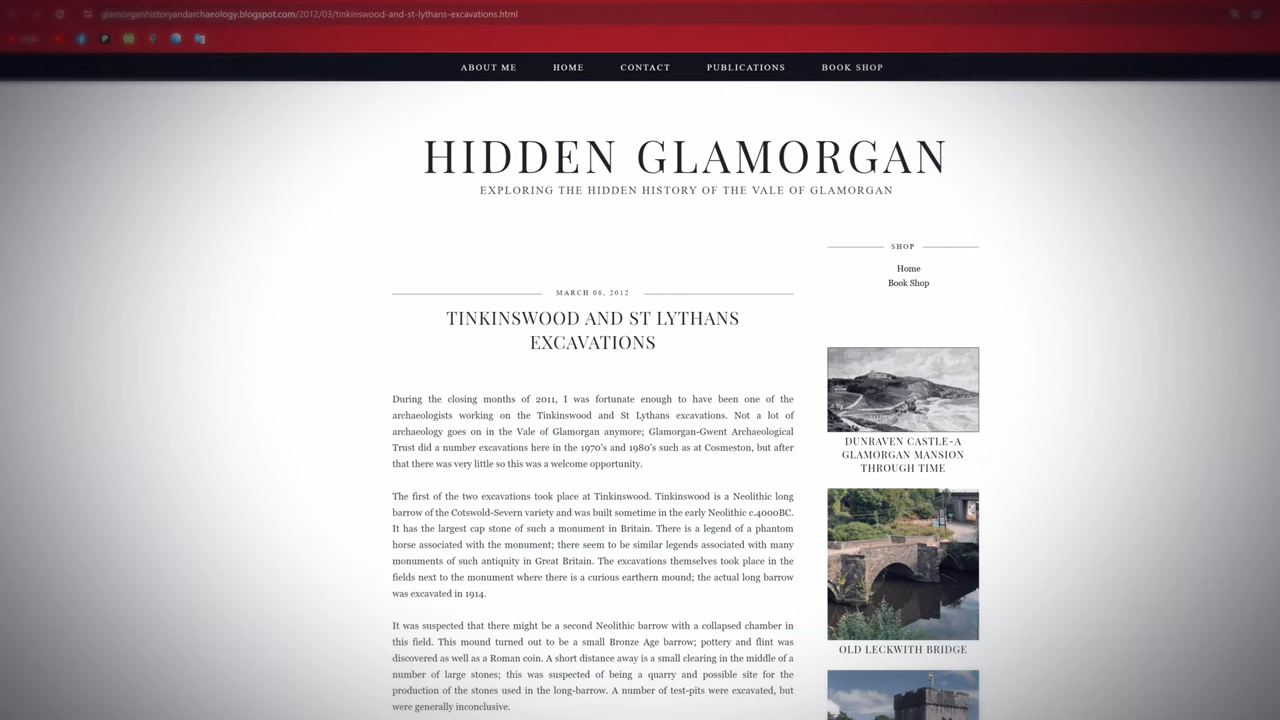 glamorganhistoryandarchaeology.blogspot.com/2012/03/tinkinswood-and-st-lythans-excavations.html
ABOUT ME HOME CONTACT PUBLICATIONS BOOK SHOP
HIDDEN GLAMORGAN
EXPLORING THE HIDDEN HISTORY OF THE VALE OF GLAMORGAN
MARCH 08, 2012
TINKINSWOOD AND ST LYTHANS
EXCAVATIONS
During the closing months of 2011, I was fortunate enough to have been one of the
archaeologists working on the Tinkinswood and St Lythans excavations. Not a lot of
archaeology goes on in the Vale of Glamorgan anymore; Glamorgan-Gwent Archaeological
Trust did a number excavations here in the 1970's and 1980's such as at Cosmeston, but after
that there was very little so this was a welcome opportunity.
The first of the two excavations took place at Tinkinswood. Tinkinswood is a Neolithic long
barrow of the Cotswold-Severn variety and was built sometime in the early Neolithic c.4000BC.
It has the largest cap stone of such a monument in Britain. There is a legend of a phantom
horse associated with the monument; there seem to be similar legends associated with many
monuments of such antiquity in Great Britain. The excavations themselves took place in the
fields next to the monument where there is a curious earthern mound; the actual long barrow
was excavated in 1914.
It was suspected that there might be a second Neolithic barrow with a collapsed chamber in
this field. This mound turned out to be a small Bronze Age barrow; pottery and flint was
discovered as well as a Roman coin. A short distance away is a small clearing in the middle of a
number of large stones; this was suspected of being a quarry and possible site for the
production of the stones used in the long-barrow. A number of test-pits were excavated, but
were generally inconclusive.
SHOP
Home
Book Shop
DUNRAVEN CASTLE-A
GLAMORGAN MANSION
THROUGH TIME
OLD LECKWITH BRIDGE